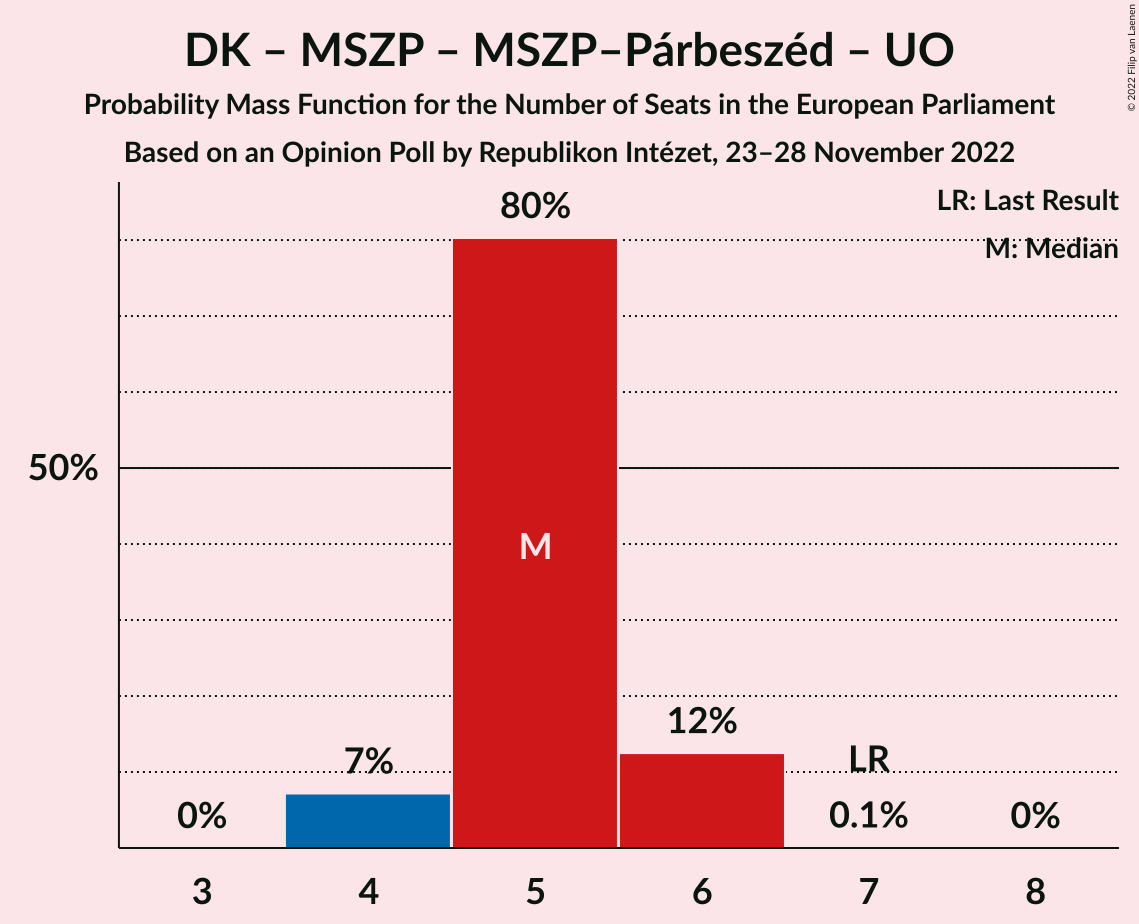 DK – MSZP – MSZP–Párbeszéd – UO
Probability Mass Function for the Number of Seats in the European Parliament
Based on an Opinion Poll by Republikon Intézet, 23–28 November 2022
© 2022 Filip van Laenen
LR: Last Result
M: Median
80%
50%
M
12%
7%
LR
0%
0.1%
0%
3 4 5 6 7 8